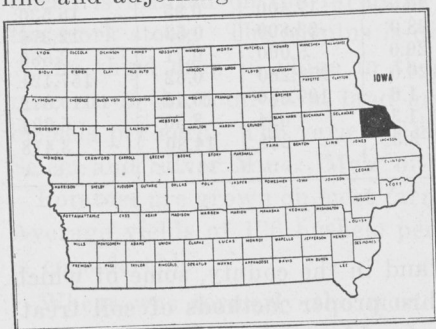 line and adjoining
LYON OSCEOLA DICKINSON EMMET KOSSUTH WINNEBAGO WORTH MITCHELL HOWARD WINNESHIEK ALLAMAKEE
SIOUX O'BRIEN CLAY PALO ALTO HANCOCK CERRO GORDO FLOYD CHICKASAW
FAYETTE CLAYTON
IOWA
PLYMOUTH CHEROKEE BUENA VISTA POCAHONTAS HUMBOLDT WRIGHT FRANKLIN BUTLER BREMER
WEBSTER BLACK HAWK BUCHANAN DELAWARE
WOODBURY IDA SAC CALHOUN HAMILTON HARDIN GRUNDY
JONES JACKSON
TAMA BENTON LINN
MONONA CRAWFORD CARROLL GREENE BOONE STORY MARSHALL
CLINTON
CEDAR
HARRISON SHELBY AUDUBON GUTHRIE DALLAS POLK JASPER POWESHIEK IOWA JOHNSON
SCOTT
MUSCATINE
POTTAWATTAMIE CASS ADAIR MADISON WARREN MARION MAHASKA KEOKUK WASHINGTON
LOUISA
MILLS MONTGOMERY ADAMS UNION CLARKE LUCAS MONROE WAPELLO JEFFERSON HENRY DES MOINES
FREMONT PAGE TAYLOR RINGGOLD DECATUR WAYNE APPANOOSE DAVIS VAN BUREN LEE